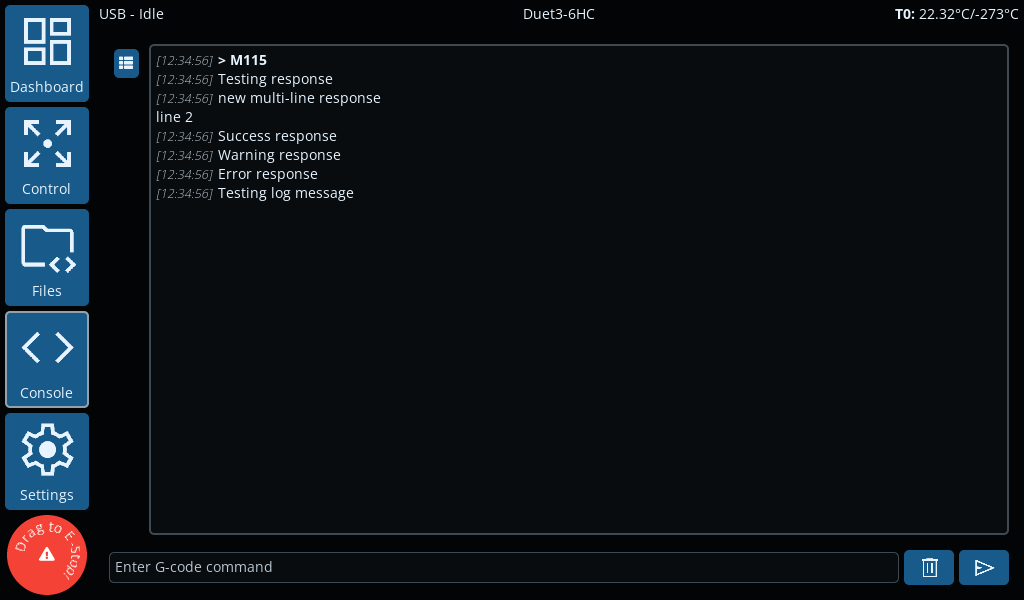 USB - Idle
Duet3-6HC
T0: 22.32°C/-273°C
Dashboard
Control
Files
Console
Settings
Drag to E-Stop!
[12:34:56] > M115
[12:34:56] Testing response
[12:34:56] new multi-line response
line 2
[12:34:56] Success response
[12:34:56] Warning response
[12:34:56] Error response
[12:34:56] Testing log message
Enter G-code command